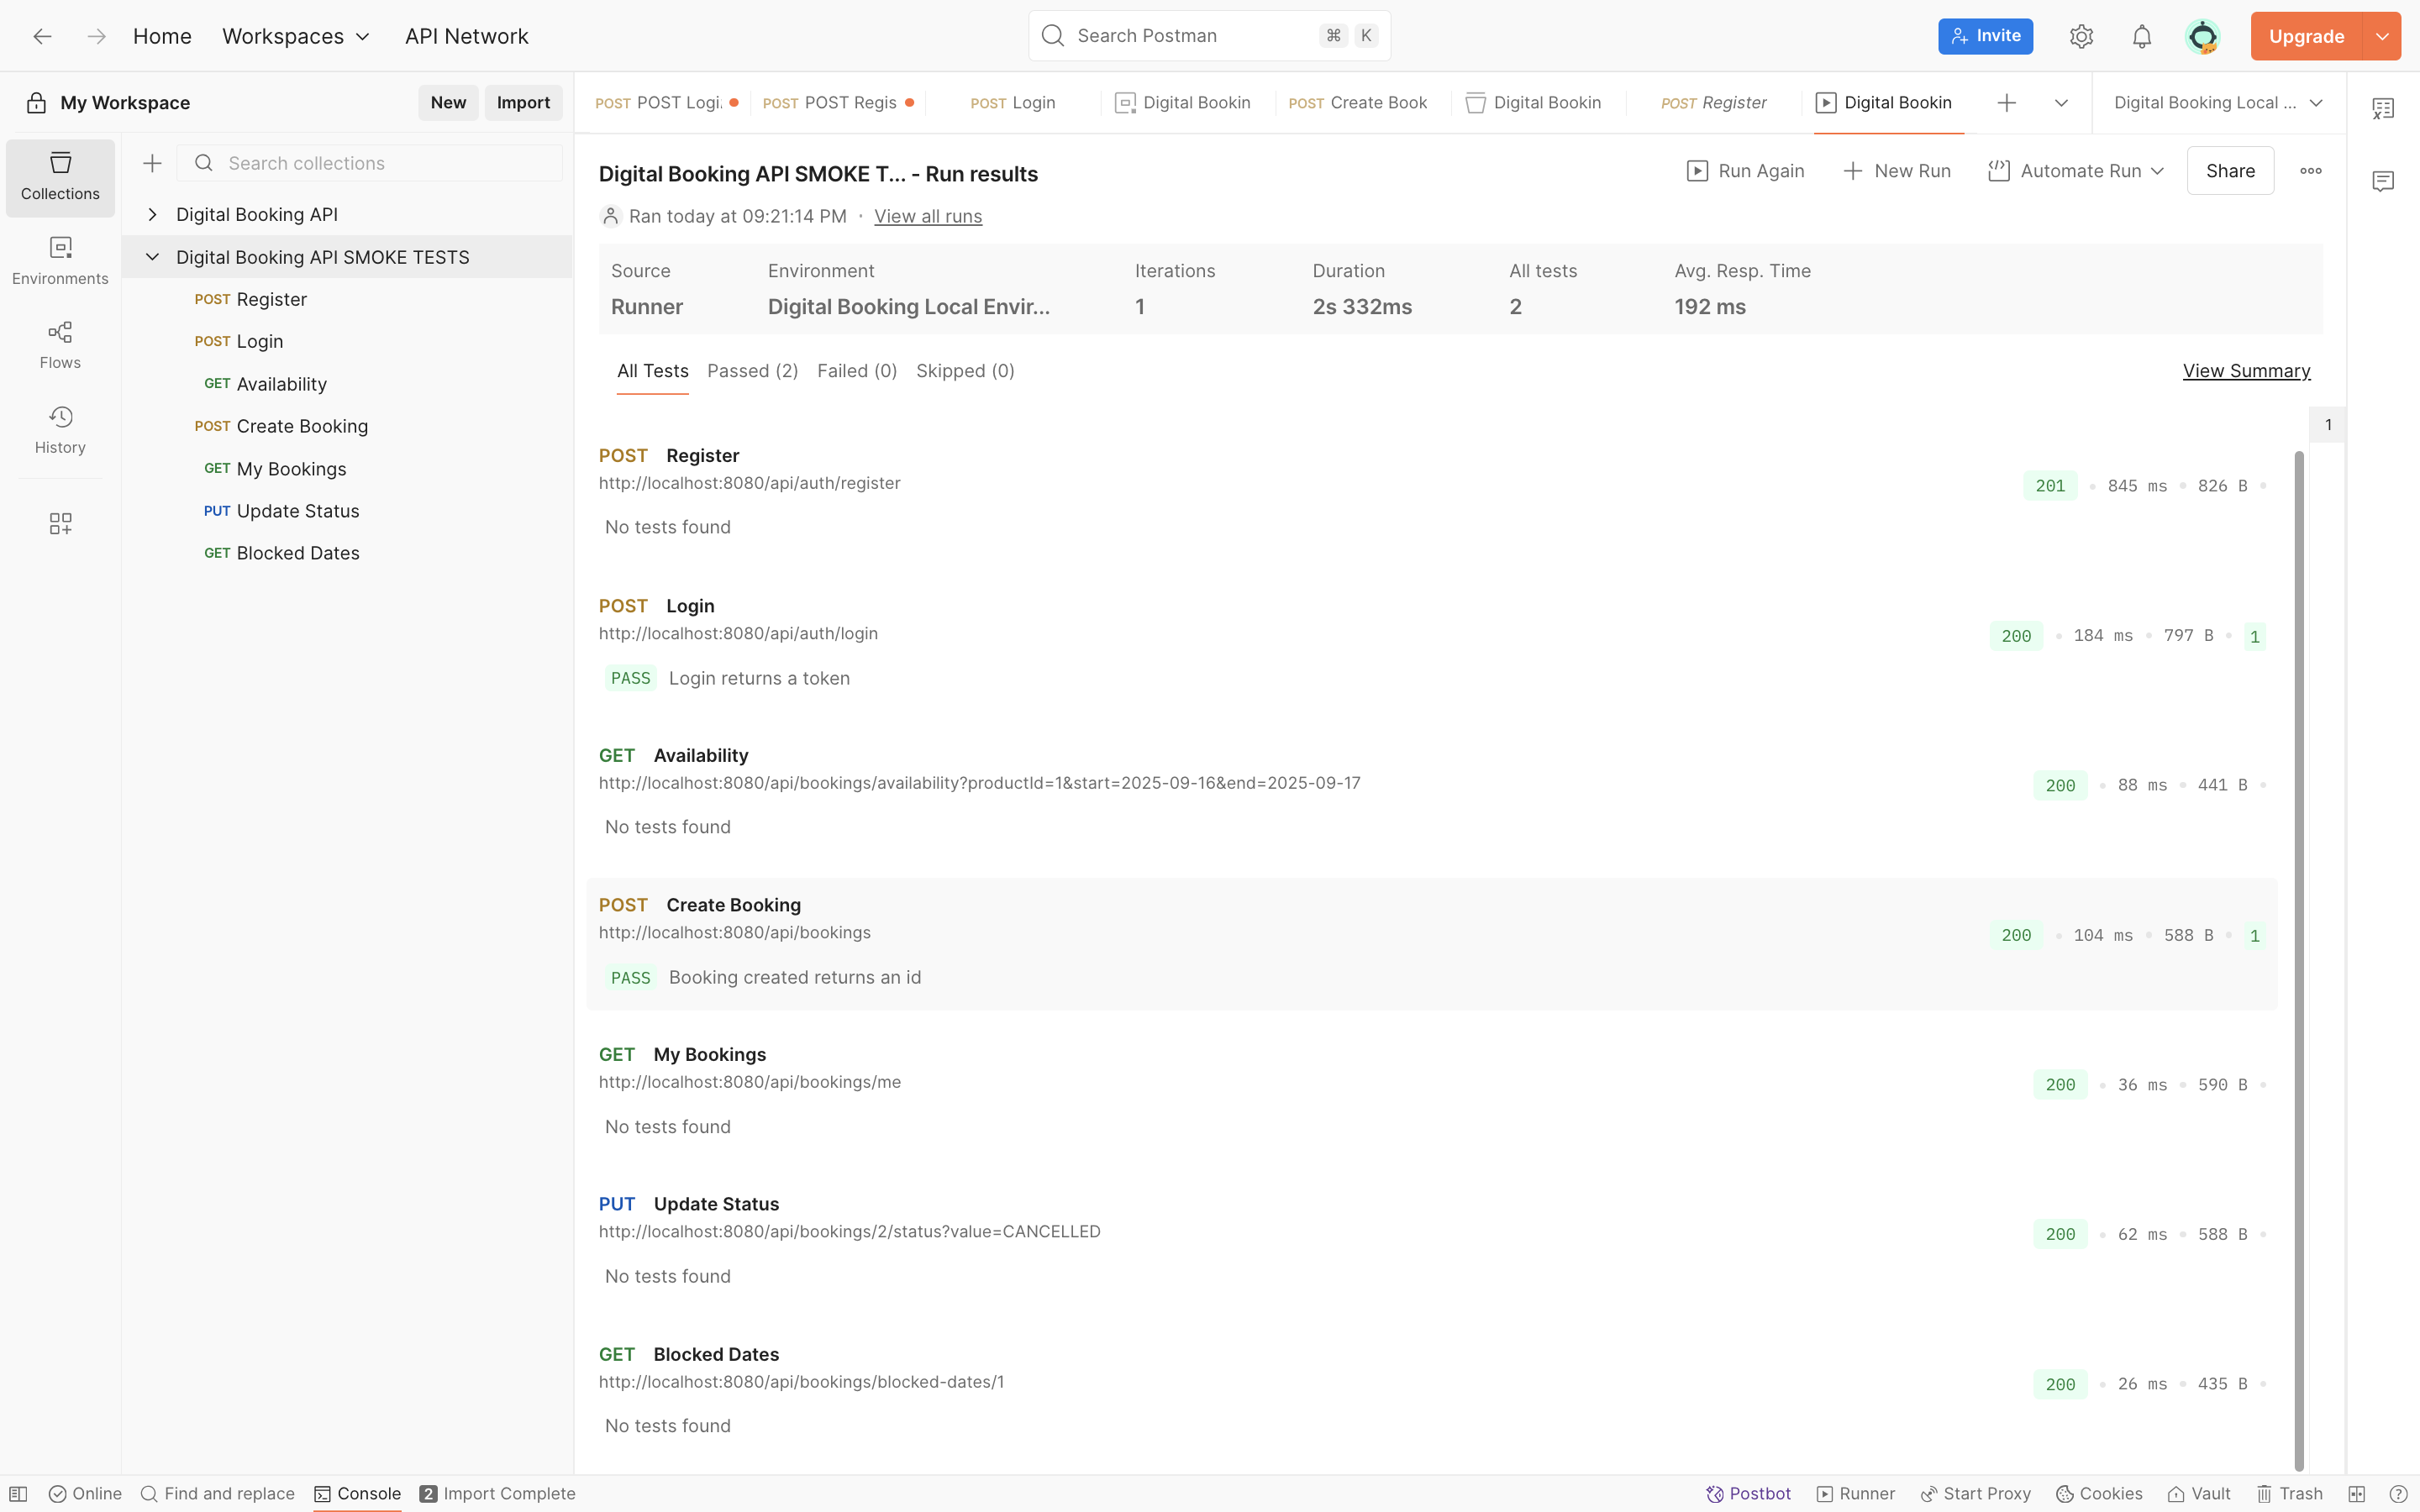 Home Workspaces API Network Search Postman ⌘ K Invite Upgrade
My Workspace New Import POST POST Logi. POST POST Regis POST Login Digital Bookin POST Create Book Digital Bookin POST Register Digital Bookin Digital Booking Local ...
Collections
Environments
Flows
History
Search collections
Digital Booking API
Digital Booking API SMOKE TESTS
POST Register
POST Login
GET Availability
POST Create Booking
GET My Bookings
PUT Update Status
GET Blocked Dates
Digital Booking API SMOKE T... - Run results
Run Again New Run Automate Run Share
Ran today at 09:21:14 PM · View all runs
Source Environment Iterations Duration All tests Avg. Resp. Time
Runner Digital Booking Local Envir... 1 2s 332ms 2 192 ms
All Tests Passed (2) Failed (0) Skipped (0) View Summary
1
POST Register
http://localhost:8080/api/auth/register
201 • 845 ms • 826 B •
No tests found
POST Login
http://localhost:8080/api/auth/login
200 • 184 ms • 797 B • 1
PASS Login returns a token
GET Availability
http://localhost:8080/api/bookings/availability?productId=1&start=2025-09-16&end=2025-09-17
200 • 88 ms • 441 B •
No tests found
POST Create Booking
http://localhost:8080/api/bookings
200 • 104 ms • 588 B • 1
PASS Booking created returns an id
GET My Bookings
http://localhost:8080/api/bookings/me
200 • 36 ms • 590 B •
No tests found
PUT Update Status
http://localhost:8080/api/bookings/2/status?value=CANCELLED
200 • 62 ms • 588 B •
No tests found
GET Blocked Dates
http://localhost:8080/api/bookings/blocked-dates/1
200 • 26 ms • 435 B •
No tests found
Online Find and replace Console 2 Import Complete Postbot Runner Start Proxy Cookies Vault Trash